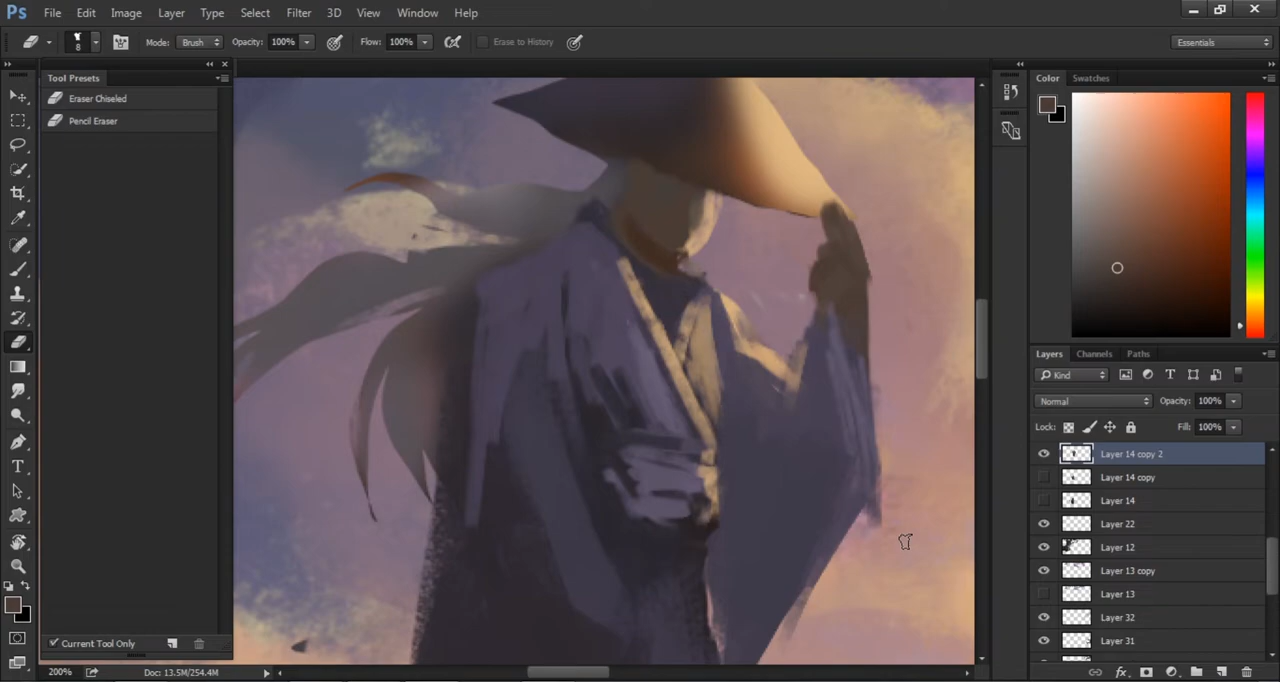 Ps File Edit Image Layer Type Select Filter 3D View Window Help
8 Mode: Brush Opacity: 100% Flow: 100% Erase to History Essentials
Tool Presets
Eraser Chiseled
Pencil Eraser
Current Tool Only
200% Doc: 13.5M/254.4M
Color Swatches
Layers Channels Paths
Kind
Normal Opacity: 100%
Lock: Fill: 100%
Layer 14 copy 2
Layer 14 copy
Layer 14
Layer 22
Layer 12
Layer 13 copy
Layer 13
Layer 32
Layer 31